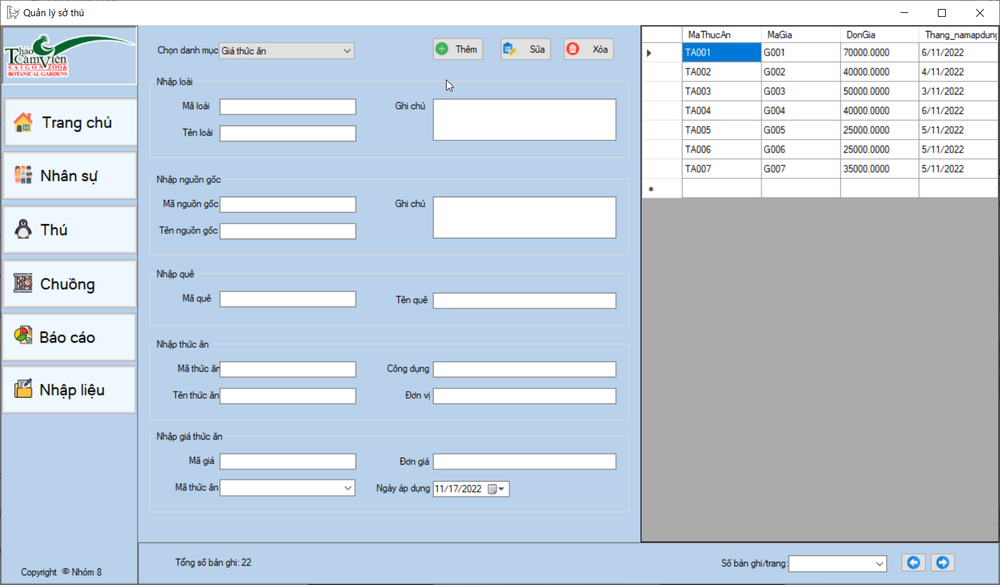 Quản lý sở thú
Thảo
Cầm Viên
SAIGON ZOO &
BOTANICAL GARDENS
Trang chủ
Nhân sự
Thú
Chuồng
Báo cáo
Nhập liệu
Copyright © Nhóm 8
Chọn danh mục Giá thức ăn
Thêm
Sửa
Xóa
Nhập loài
Mã loài
Ghi chú
Tên loài
Nhập nguồn gốc
Mã nguồn gốc
Ghi chú
Tên nguồn gốc
Nhập quê
Mã quê
Tên quê
Nhập thức ăn
Mã thức ăn
Công dụng
Tên thức ăn
Đơn vị
Nhập giá thức ăn
Mã giá
Đơn giá
Mã thức ăn
Ngày áp dụng 11/17/2022
MaThucAn MaGia DonGia Thang_namapdung
TA001 G001 70000.0000 6/11/2022
TA002 G002 40000.0000 4/11/2022
TA003 G003 50000.0000 3/11/2022
TA004 G004 40000.0000 6/11/2022
TA005 G005 25000.0000 5/11/2022
TA006 G006 25000.0000 5/11/2022
TA007 G007 35000.0000 5/11/2022
Tổng số bản ghi: 22
Số bản ghi/trang: